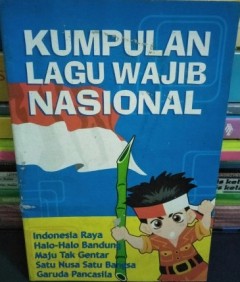 KUMPULAN
LAGU WAJIB
NASIONAL
Indonesia Raya
Halo-Halo Bandung
Maju Tak Gentar
Satu Nusa Satu Bangsa
Garuda Pancasila